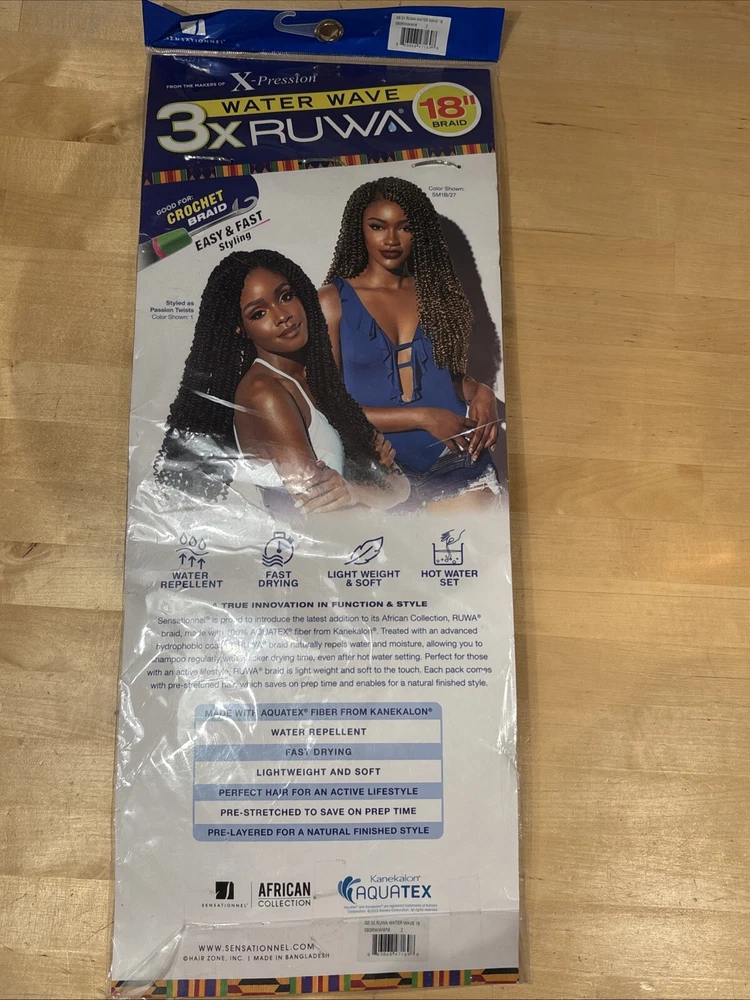 SENSATIONNEL
FROM THE MAKERS OF X-Pression®
WATER WAVE
3X RUWA®
18"
BRAID
GOOD FOR:
CROCHET
BRAID
EASY & FAST
Styling
Color Shown:
SM1B/27
Styled as
Passion Twists
Color Shown: 1
WATER
REPELLENT
FAST
DRYING
LIGHT WEIGHT
& SOFT
HOT WATER
SET
A TRUE INNOVATION IN FUNCTION & STYLE
Sensationnel® is proud to introduce the latest addition to its African Collection, RUWA®
braid, made with 100% AQUATEX® fiber from Kanekalon®. Treated with an advanced
hydrophobic RUWA® braid naturally repels water and moisture, allowing you to
shampoo regularly with quicker drying time, even after hot water setting. Perfect for those
with an active lifestyle, RUWA® braid is light weight and soft to the touch. Each pack comes
with pre-stretched hair, which saves on prep time and enables for a natural finished style.
MADE WITH AQUATEX® FIBER FROM KANEKALON®
WATER REPELLENT
FAST DRYING
LIGHTWEIGHT AND SOFT
PERFECT HAIR FOR AN ACTIVE LIFESTYLE
PRE-STRETCHED TO SAVE ON PREP TIME
PRE-LAYERED FOR A NATURAL FINISHED STYLE
SENSATIONNEL®
AFRICAN
COLLECTION
Kanekalon®
AQUATEX
WWW.SENSATIONNEL.COM
©HAIR ZONE, INC. | MADE IN BANGLADESH